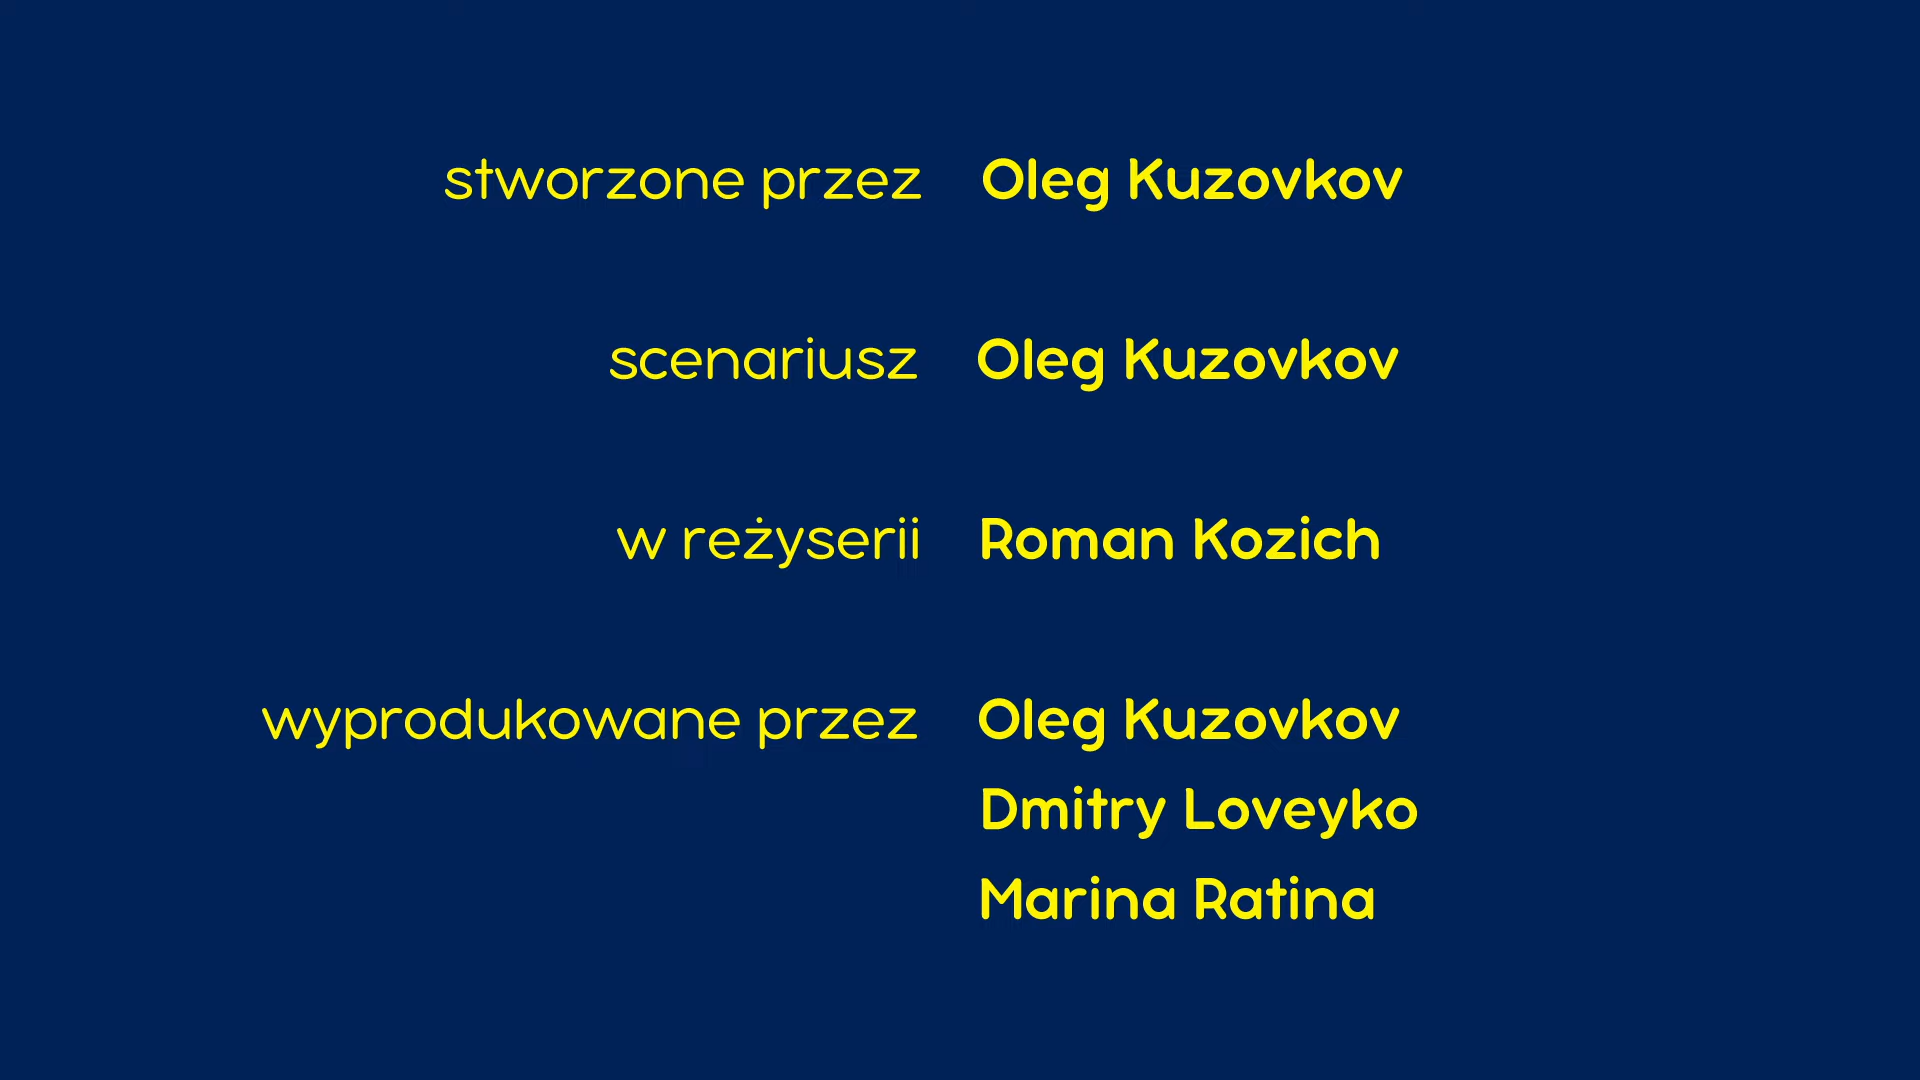 stworzone przez Oleg Kuzovkov
scenariusz Oleg Kuzovkov
w reżyserii Roman Kozich
wyprodukowane przez Oleg Kuzovkov
Dmitry Loveyko
Marina Ratina